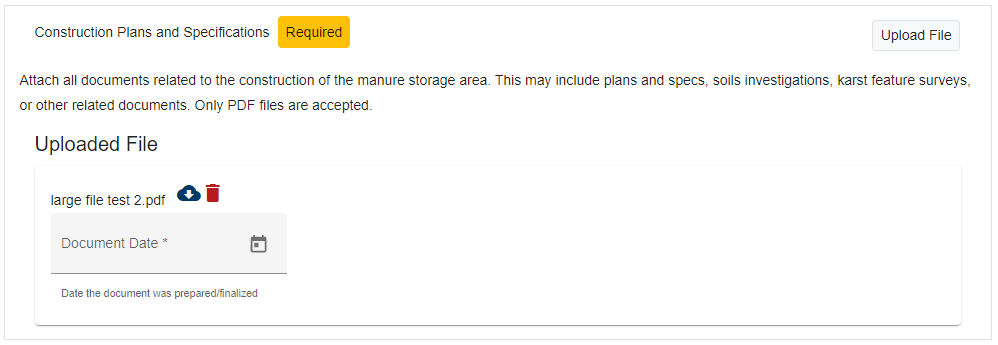 Construction Plans and Specifications Required
Upload File
Attach all documents related to the construction of the manure storage area. This may include plans and specs, soils investigations, karst feature surveys,
or other related documents. Only PDF files are accepted.
Uploaded File
large file test 2.pdf
Document Date *
Date the document was prepared/finalized